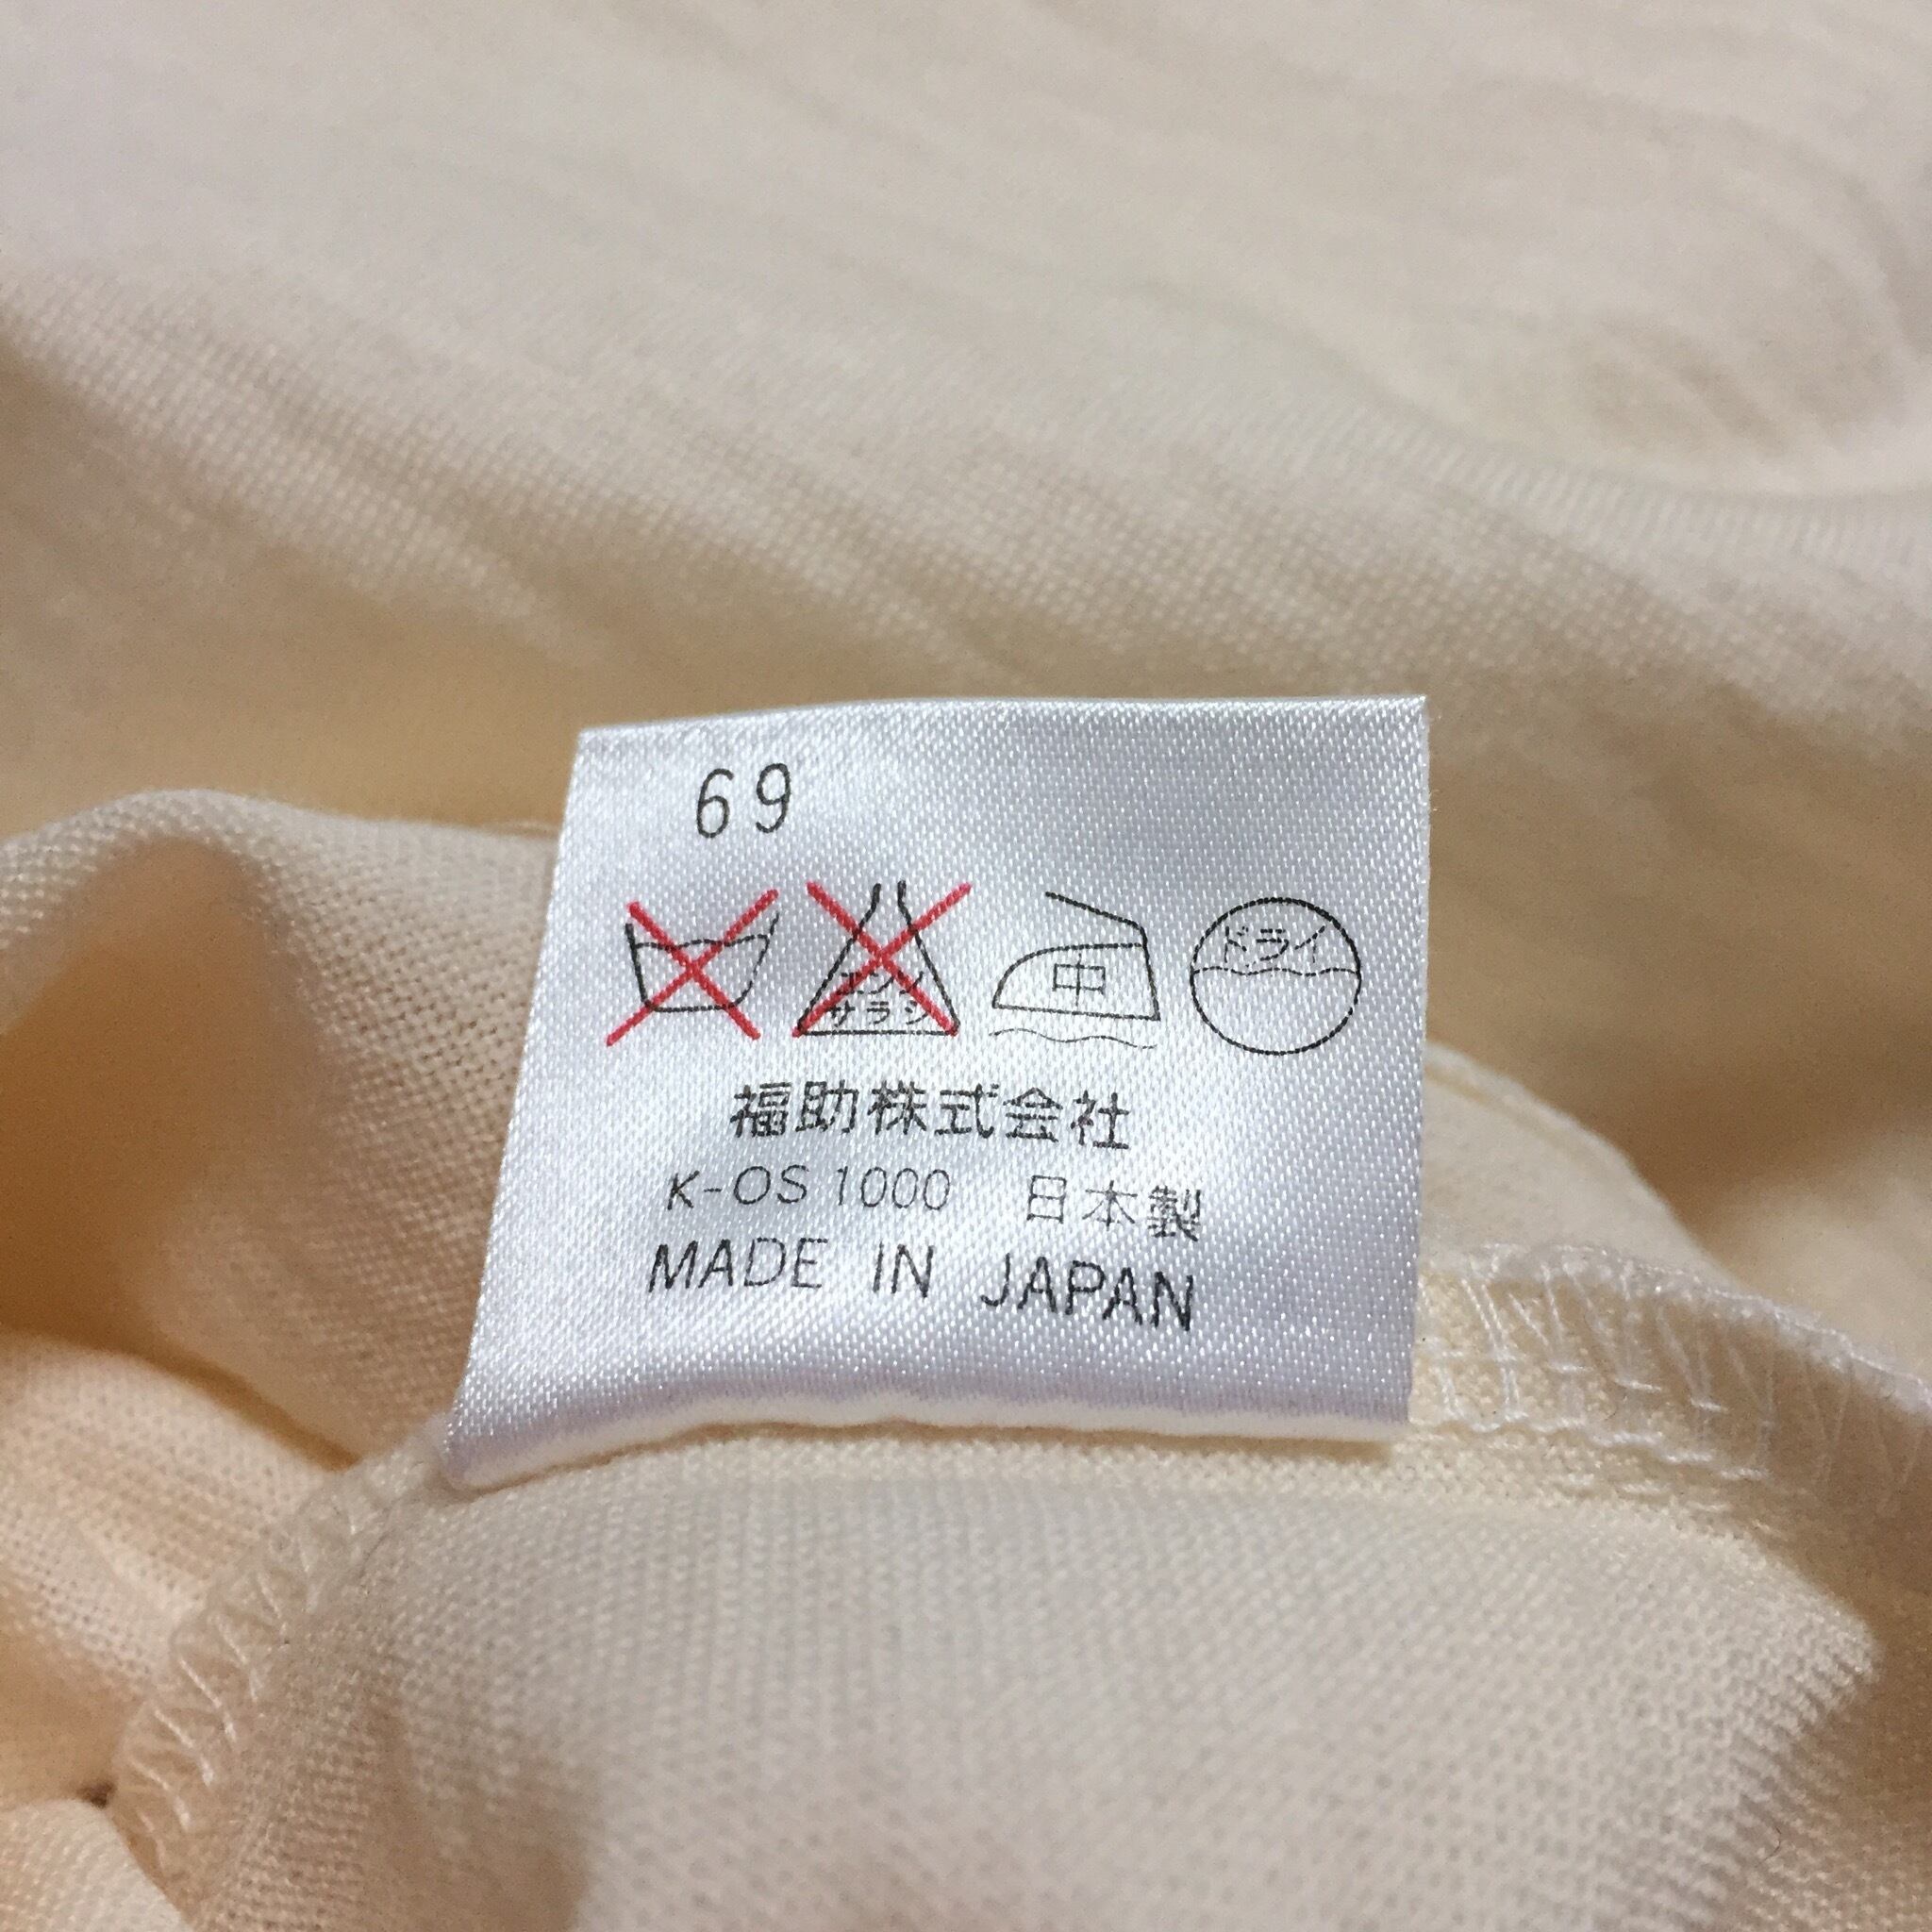 69
エンソ
サラシ
中
ドライ
福助株式会社
K-OS 1000 日本製
MADE IN JAPAN